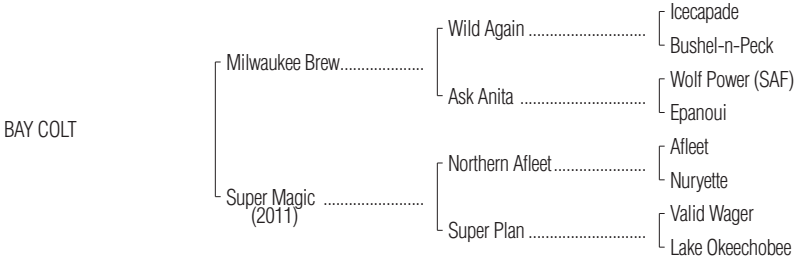 Icecapade
Wild Again ............................
Bushel-n-Peck
Milwaukee Brew....................
Wolf Power (SAF)
Ask Anita ..............................
Epanoui
BAY COLT
Afleet
Northern Afleet......................
Nuryette
Super Magic ........................
(2011)
Valid Wager
Super Plan ............................
Lake Okeechobee